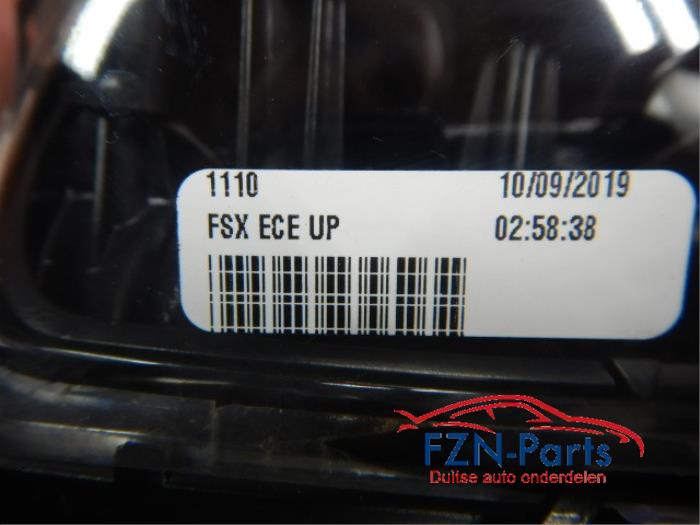 1110 10/09/2019
FSX ECE UP 02:58:38
FZN-Parts
Duitse auto onderdelen